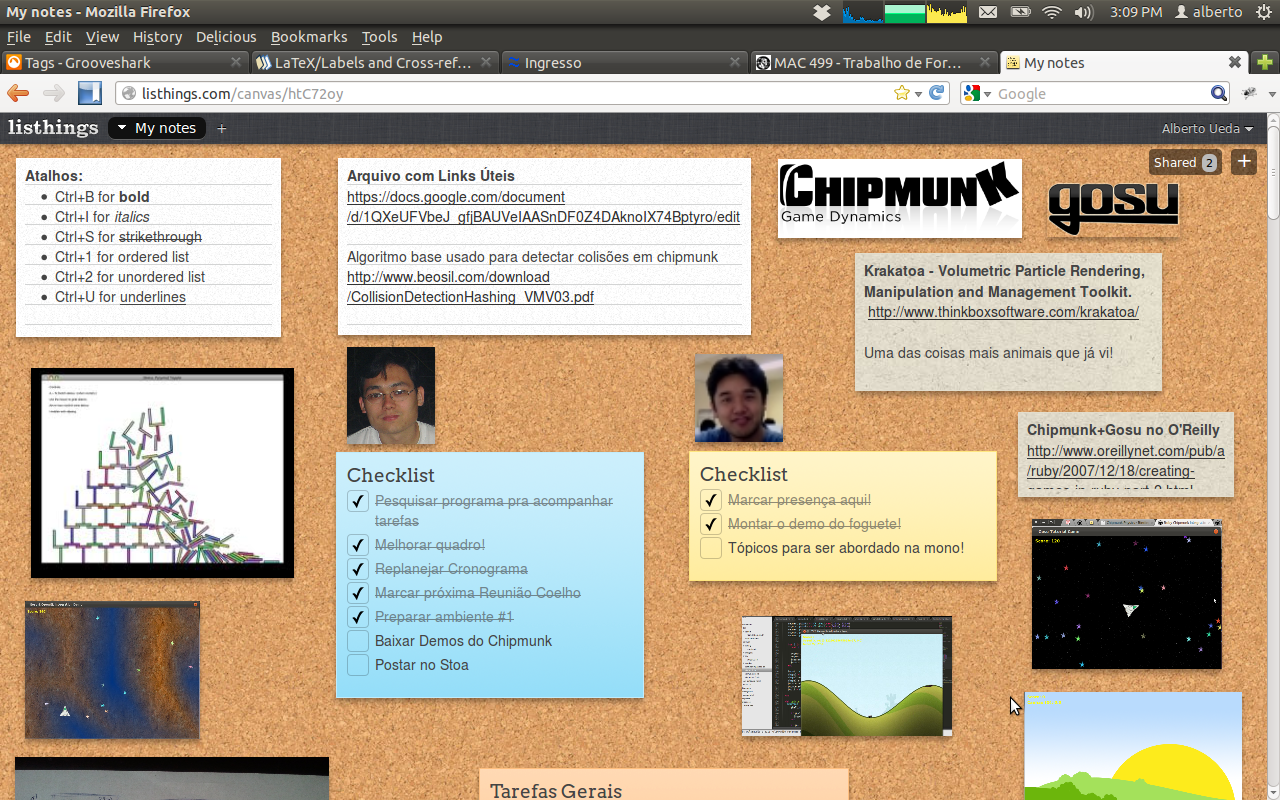 My notes - Mozilla Firefox
3:09 PM
alberto
File Edit View History Delicious Bookmarks Tools Help
Tags - Grooveshark
LaTeX/Labels and Cross-ref...
Ingresso
MAC 499 - Trabalho de For...
My notes
listhings.com/canvas/htC72oy
Google
listhings
My notes
+
Alberto Ueda
Shared 2
+
Atalhos:
• Ctrl+B for bold
• Ctrl+I for italics
• Ctrl+S for strikethrough
• Ctrl+1 for ordered list
• Ctrl+2 for unordered list
• Ctrl+U for underlines
Arquivo com Links Úteis
https://docs.google.com/document
/d/1QXeUFVbeJ_gfjBAUVeIAASnDF0Z4DAknoIX74Bptyro/edit
Algoritmo base usado para detectar colisões em chipmunk
http://www.beosil.com/download
/CollisionDetectionHashing_VMV03.pdf
CHIPMUNK
Game Dynamics
gosu
Krakatoa - Volumetric Particle Rendering,
Manipulation and Management Toolkit.
http://www.thinkboxsoftware.com/krakatoa/
Uma das coisas mais animais que já vi!
Chipmunk+Gosu no O'Reilly
http://www.oreillynet.com/pub/a
/ruby/2007/12/18/creating-
games-in-ruby-part-2.html
Checklist
Pesquisar programa pra acompanhar
tarefas
Melhorar quadro!
Replanejar Cronograma
Marcar próxima Reunião Coelho
Preparar ambiente #1
Baixar Demos do Chipmunk
Postar no Stoa
Checklist
Marcar presença aqui!
Montar o demo do foguete!
Tópicos para ser abordado na mono!
Score: 120
Tarefas Gerais